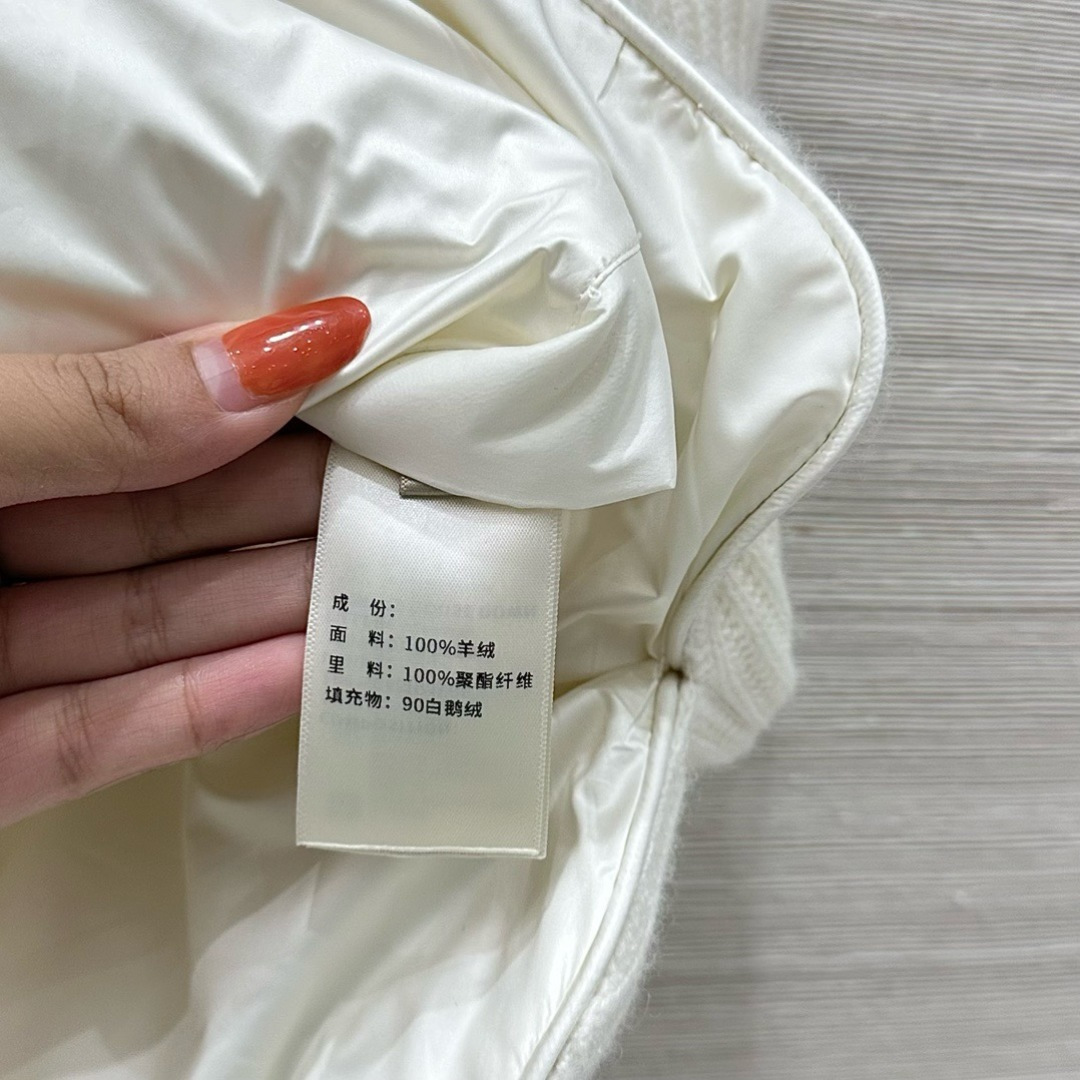 成 份：
面 料：100%羊绒
里 料：100%聚酯纤维
填充物：90白鹅绒